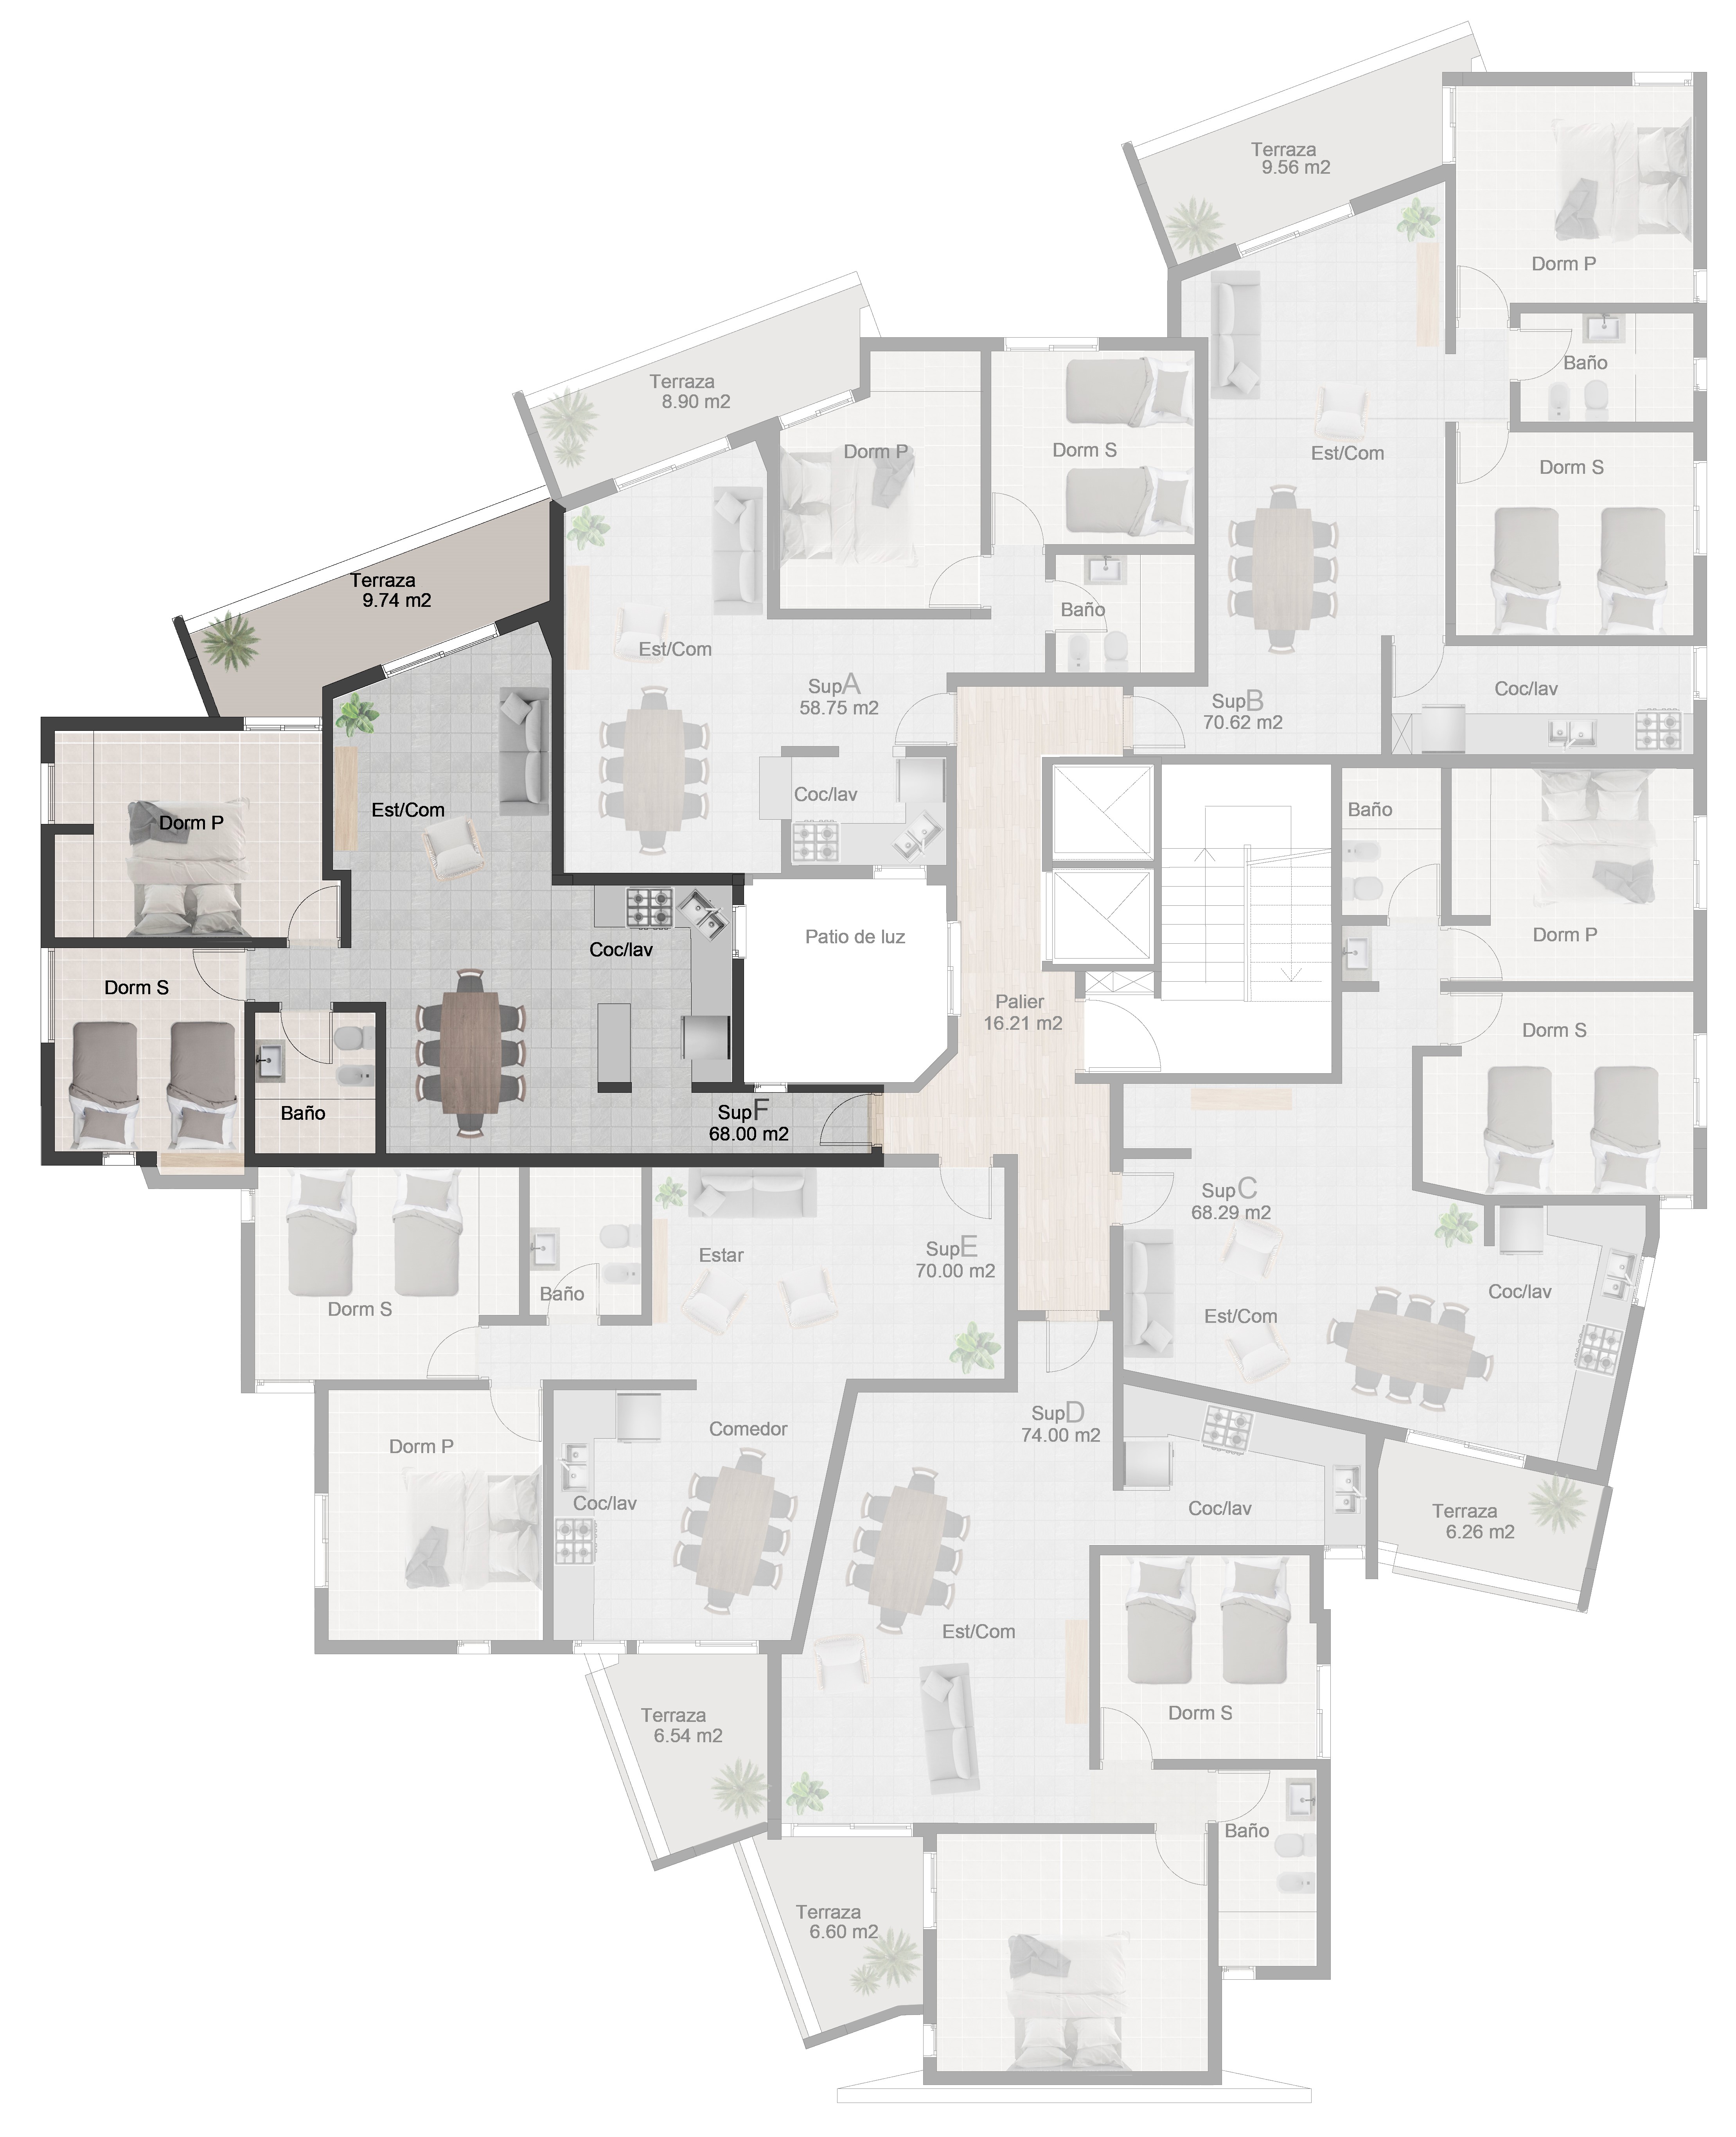 Terraza
9.56 m2
Dorm P
Baño
Est/Com
Dorm S
Coc/lav
SupB
70.62 m2
Terraza
8.90 m2
Dorm P
Dorm S
Baño
Est/Com
SupA
58.75 m2
Coc/lav
Terraza
9.74 m2
Est/Com
Dorm P
Coc/lav
Dorm S
Baño
SupF
68.00 m2
Patio de luz
Palier
16.21 m2
Baño
Dorm P
Dorm S
SupC
68.29 m2
Coc/lav
Est/Com
Terraza
6.26 m2
SupE
70.00 m2
Estar
Baño
Dorm S
Dorm P
Comedor
Coc/lav
Terraza
6.54 m2
SupD
74.00 m2
Coc/lav
Est/Com
Dorm S
Baño
Terraza
6.60 m2